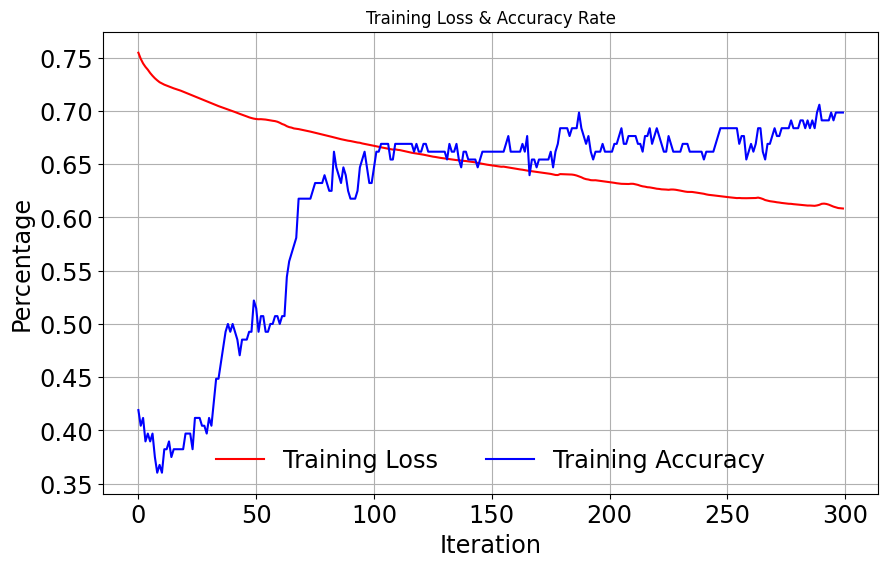 Training Loss & Accuracy Rate
Percentage
0.75
0.70
0.65
0.60
0.55
0.50
0.45
0.40
0.35
Training Loss
Training Accuracy
0 50 100 150 200 250 300
Iteration